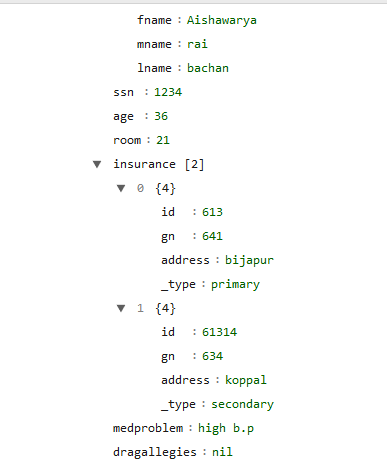 fname : Aishawarya
mname : rai
lname : bachan
ssn : 1234
age : 36
room : 21
insurance [2]
0 {4}
id : 613
gn : 641
address : bijapur
_type : primary
1 {4}
id : 61314
gn : 634
address : koppal
_type : secondary
medproblem : high b.p
dragallegies : nil